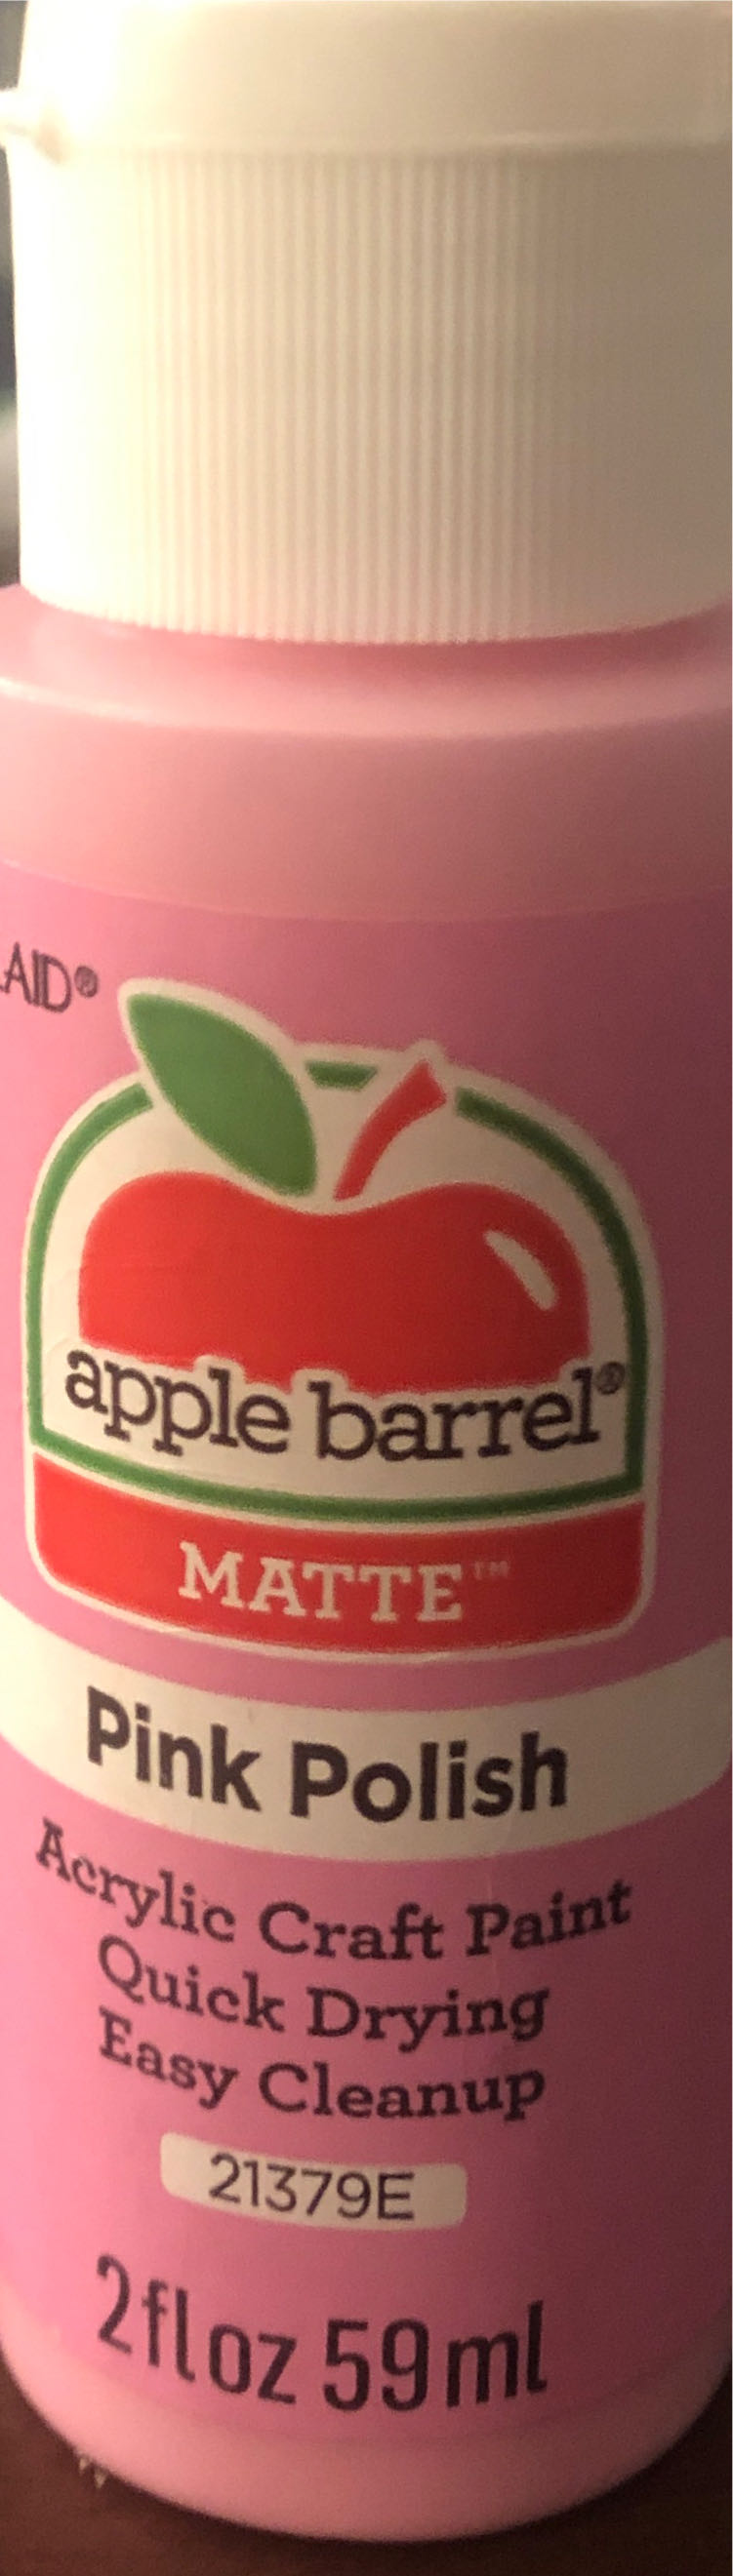 AID®
apple barrel®
MATTE™
Pink Polish
Acrylic Craft Paint
Quick Drying
Easy Cleanup
21379E
2 fl oz 59 ml